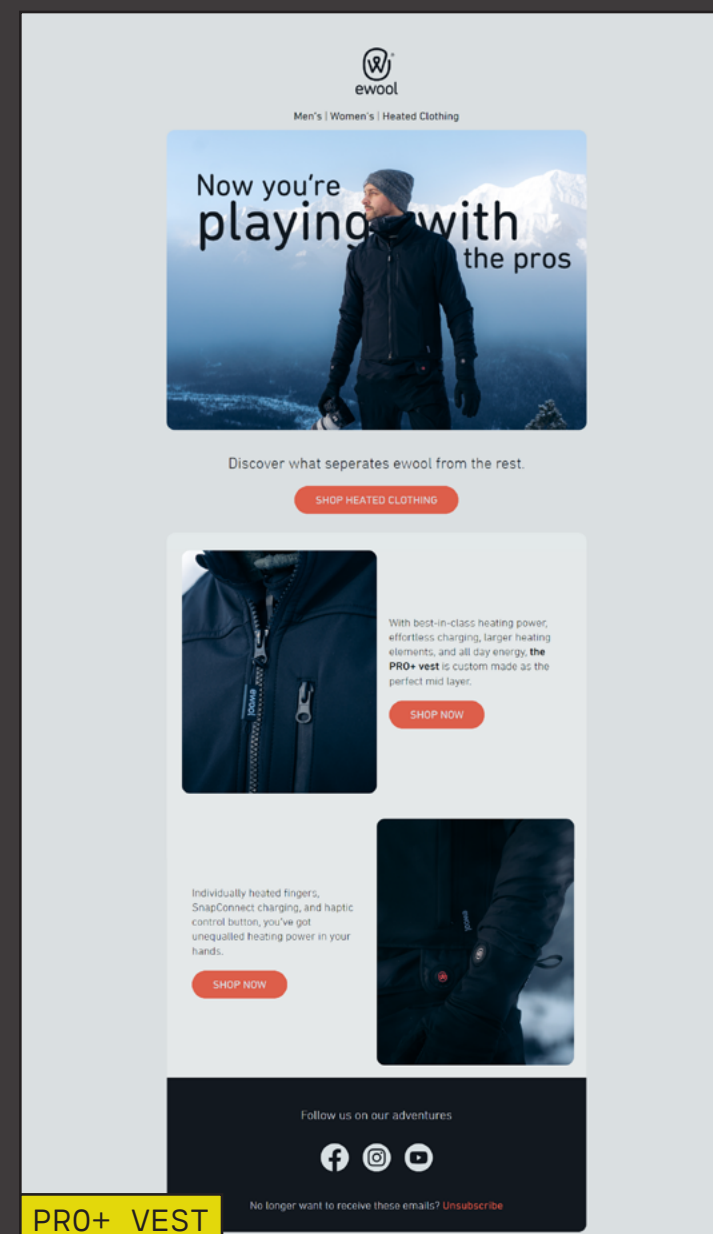 ewool
Men's | Women's | Heated Clothing
Now you're
playing with
the pros
Discover what seperates ewool from the rest.
SHOP HEATED CLOTHING
ewool
With best-in-class heating power,
effortless charging, larger heating
elements, and all day energy, the
PRO+ vest is custom made as the
perfect mid layer.
SHOP NOW
Individually heated fingers,
SnapConnect charging, and haptic
control button, you've got
unequalled heating power in your
hands.
SHOP NOW
ewool
Follow us on our adventures
No longer want to receive these emails? Unsubscribe
PRO+ VEST